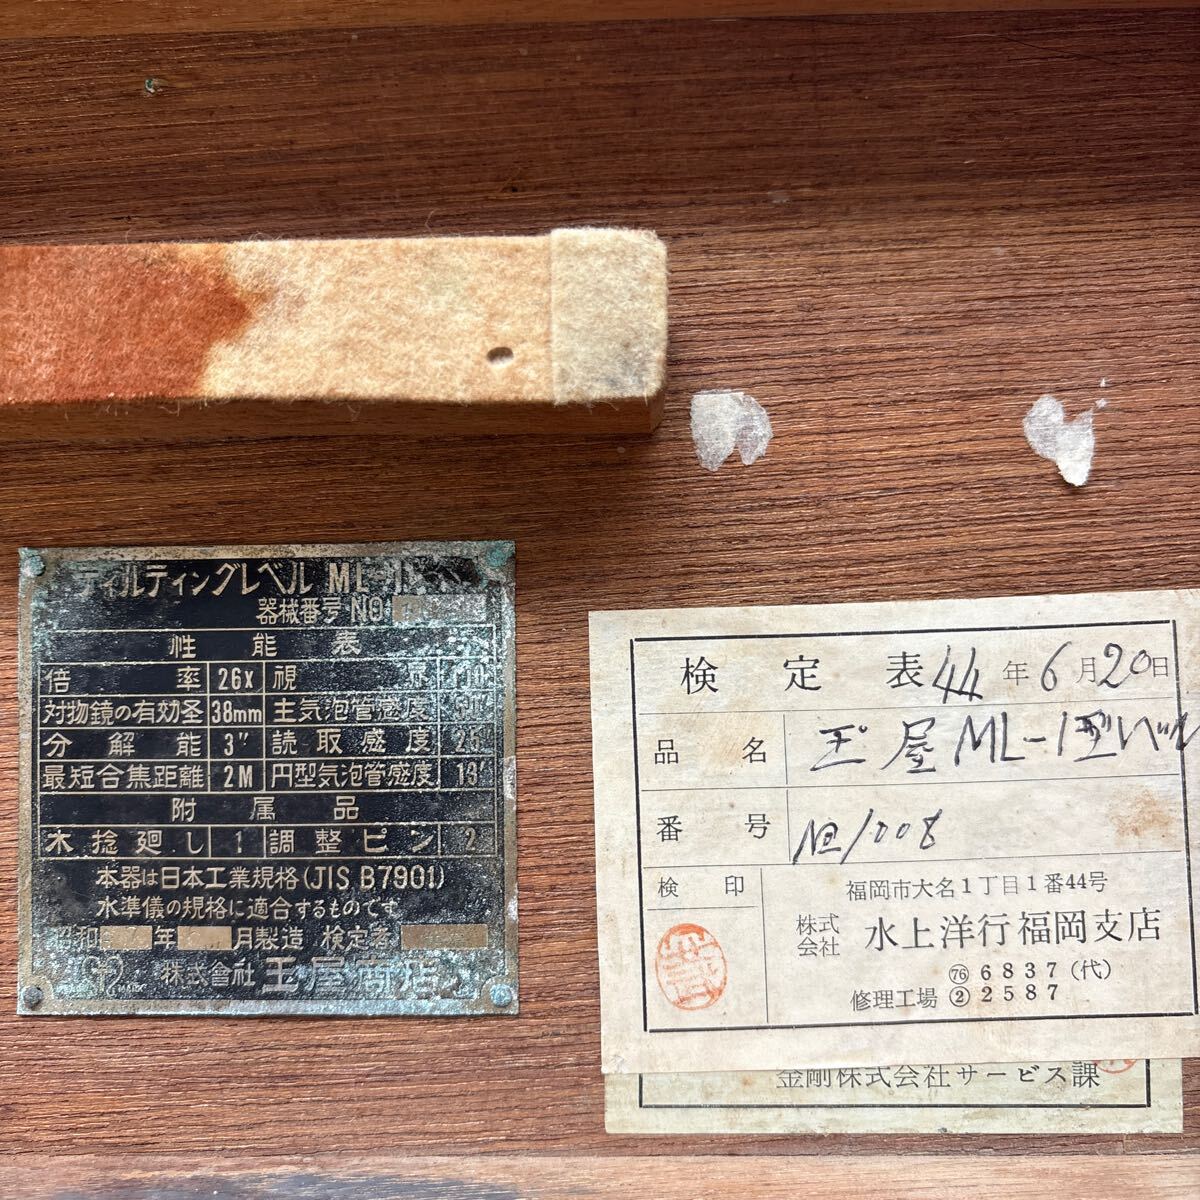 ティルティングレベル ML-
器械番号 NO
性能表
倍率 26x 視界
対物鏡の有効圣 38mm 主気泡管感度
分解能 3" 読取感度
最短合焦距離 2M 円型気泡管感度 13'
附属品
木捻廻し 1 調整ピン 2
本器は日本工業規格(JIS B7901)
水準儀の規格に適合するものです
昭和 年 月製造 検定者
株式會社 玉屋商店
検定表 44年6月20日
品名 玉屋ML-1型レベル
番号 No 1008
検印
福岡市大名1丁目1番44号
株式会社 水上洋行福岡支店
㊆ 6837(代)
修理工場 ② 2587
金剛株式会社サービス課